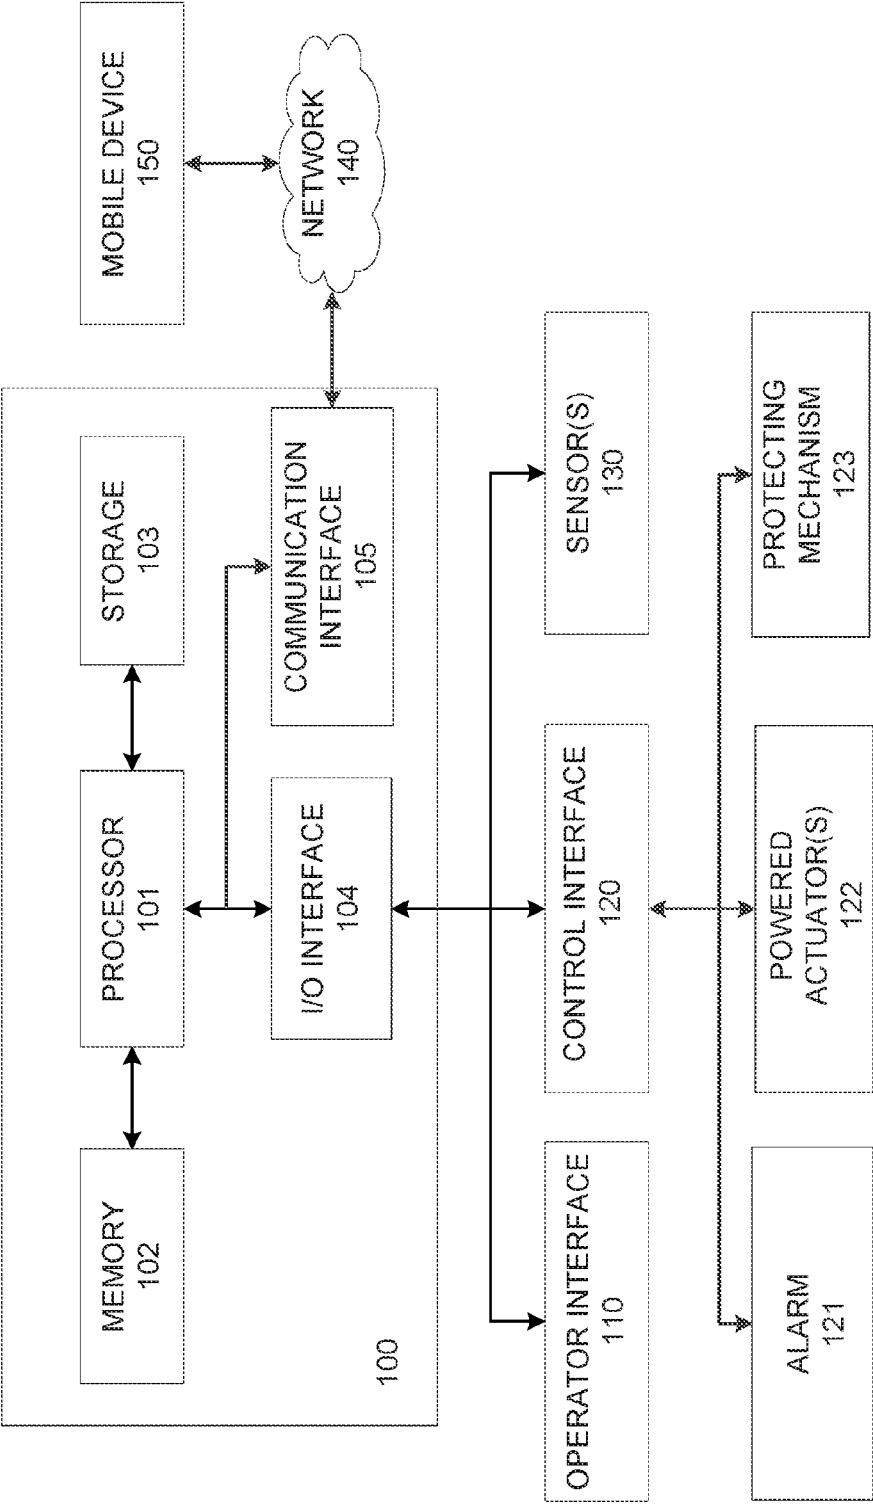 MEMORY
102
PROCESSOR
101
STORAGE
103
MOBILE DEVICE
150
I/O INTERFACE
104
COMMUNICATION
INTERFACE
105
NETWORK
140
100
OPERATOR INTERFACE
110
CONTROL INTERFACE
120
SENSOR(S)
130
ALARM
121
POWERED
ACTUATOR(S)
122
PROTECTING
MECHANISM
123